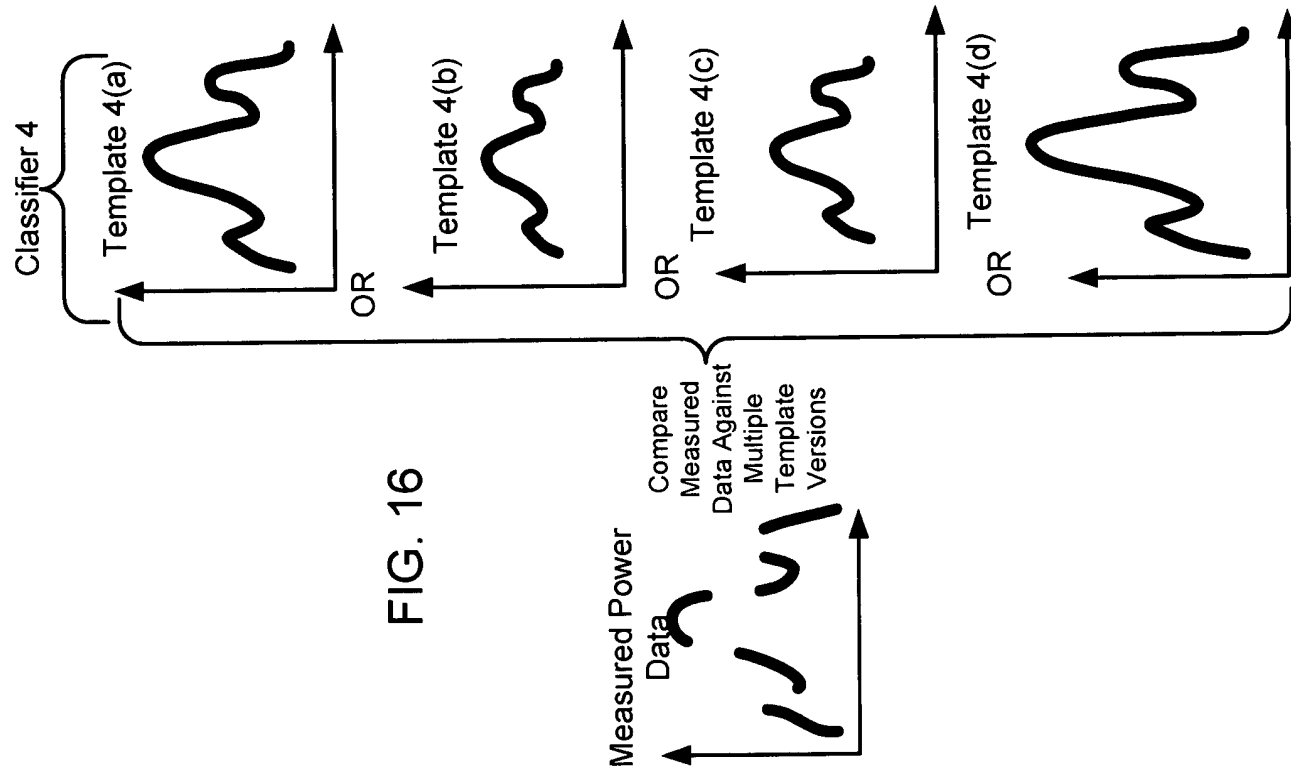 Classifier 4
Template 4(a)
OR
Template 4(b)
OR
Template 4(c)
OR
Template 4(d)
Compare
Measured
Data Against
Multiple
Template
Versions
Measured Power
Data
FIG. 16